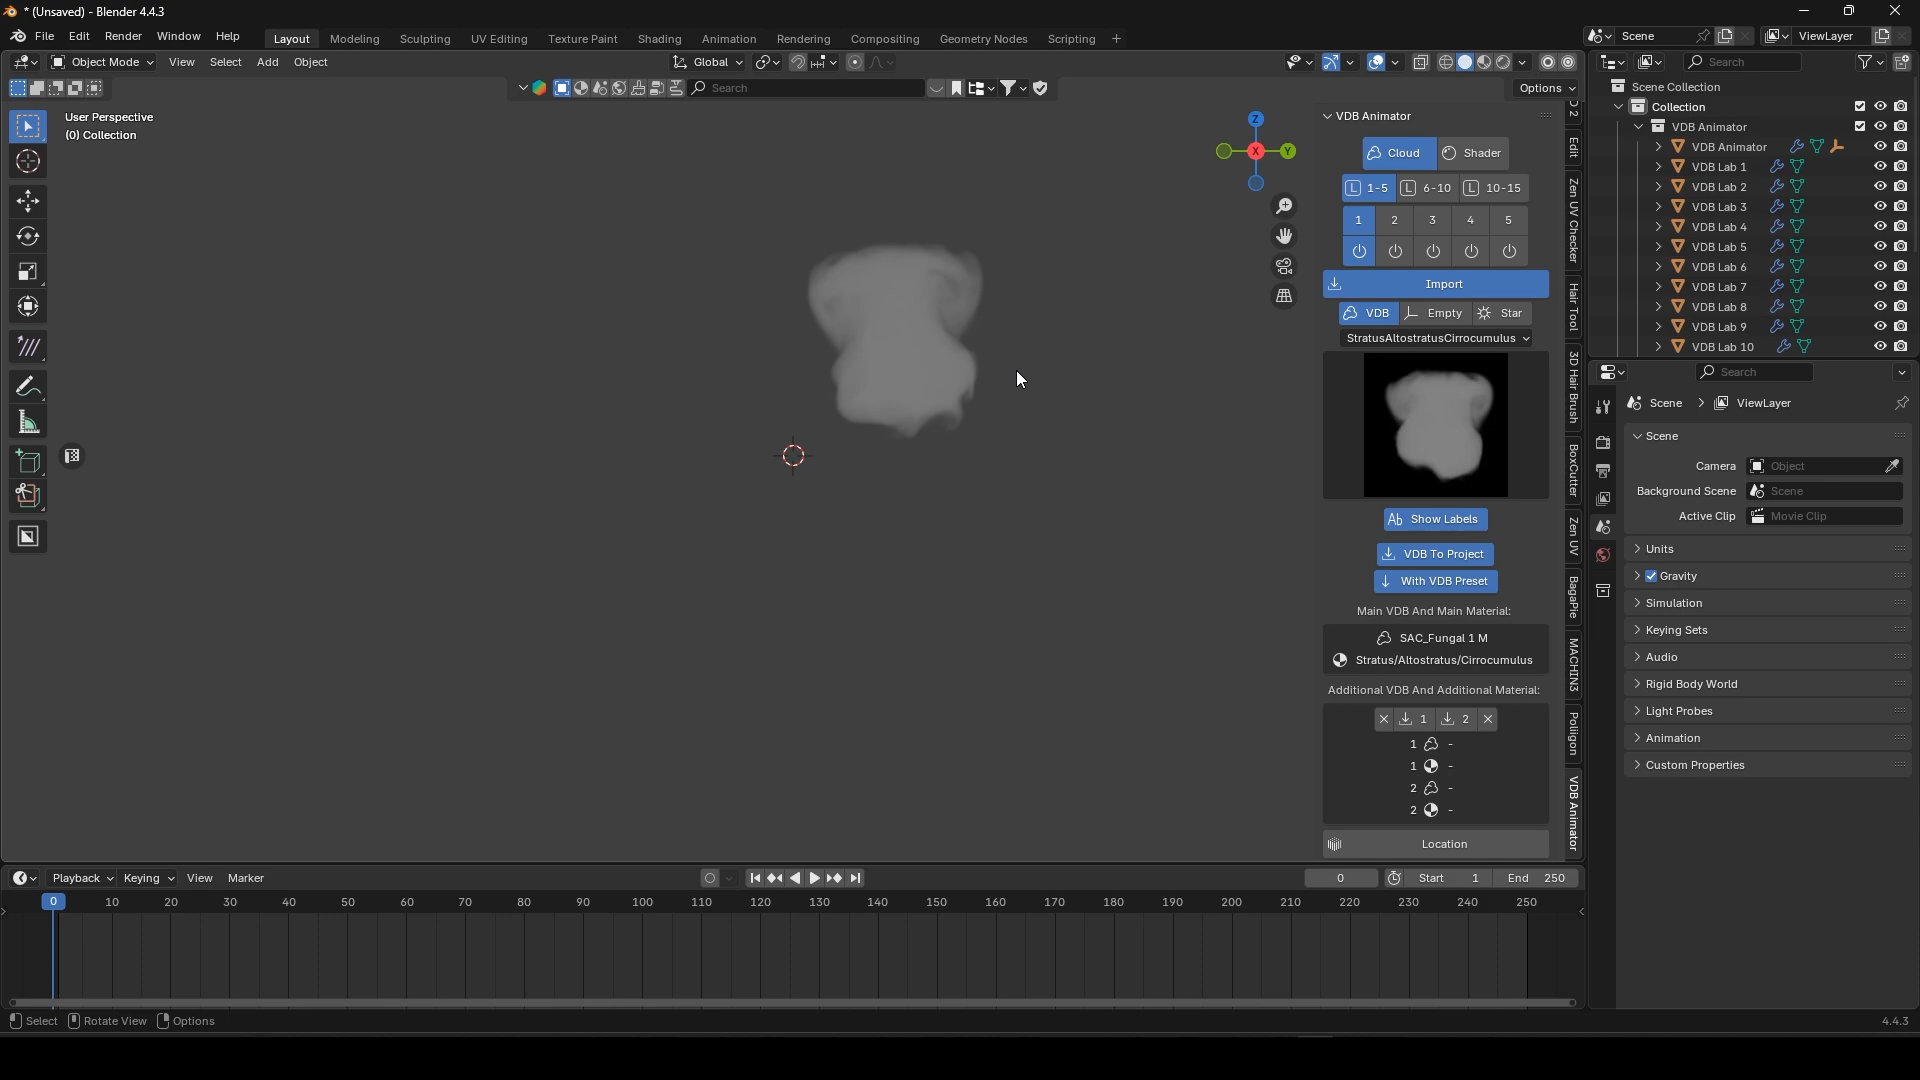 * (Unsaved) - Blender 4.4.3
File Edit Render Window Help
Layout Modeling Sculpting UV Editing Texture Paint Shading Animation Rendering Compositing Geometry Nodes Scripting +
Scene
ViewLayer
Object Mode View Select Add Object
Global
Search
Search
Options
User Perspective
(0) Collection
Z
X
Y
VDB Animator
Cloud Shader
L 1-5 L 6-10 L 10-15
1 2 3 4 5
Import
VDB Empty Star
StratusAltostratusCirrocumulus
Ab Show Labels
VDB To Project
With VDB Preset
Main VDB And Main Material:
SAC_Fungal 1 M
Stratus/Altostratus/Cirrocumulus
Additional VDB And Additional Material:
1 2
1 -
1 -
2 -
2 -
Location
Edit
Zen UV Checker
Hair Tool
3D Hair Brush
BoxCutter
Zen UV
BagaPie
MACHIN3
Poliigon
VDB Animator
Scene Collection
Collection
VDB Animator
VDB Animator
VDB Lab 1
VDB Lab 2
VDB Lab 3
VDB Lab 4
VDB Lab 5
VDB Lab 6
VDB Lab 7
VDB Lab 8
VDB Lab 9
VDB Lab 10
Search
Scene > ViewLayer
Scene
Camera Object
Background Scene Scene
Active Clip Movie Clip
Units
Gravity
Simulation
Keying Sets
Audio
Rigid Body World
Light Probes
Animation
Custom Properties
Playback Keying View Marker
0 Start 1 End 250
0 10 20 30 40 50 60 70 80 90 100 110 120 130 140 150 160 170 180 190 200 210 220 230 240 250
Select Rotate View Options
4.4.3